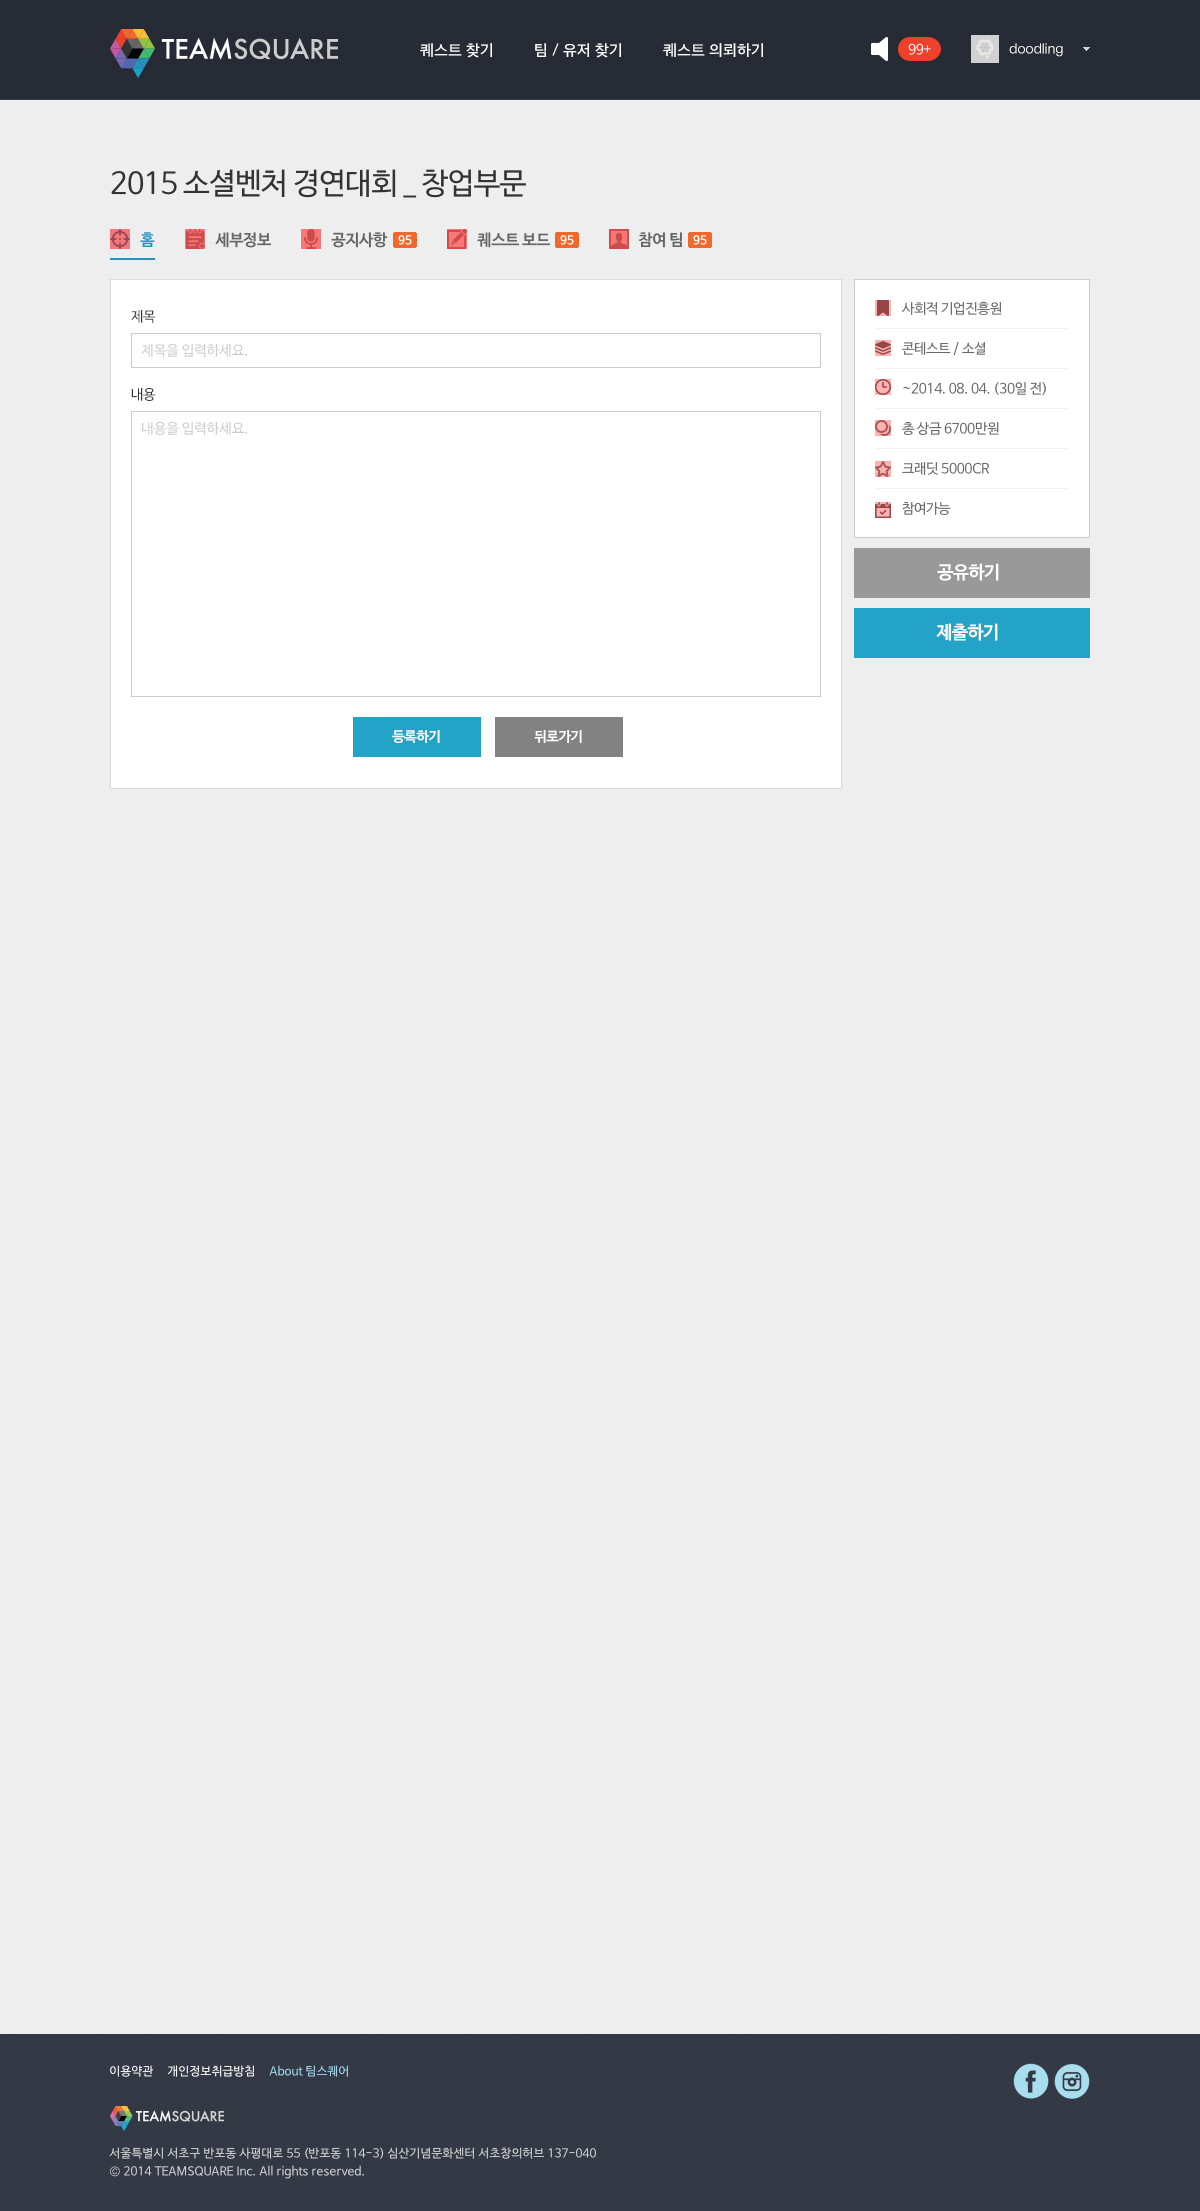 TEAMSQUARE
퀘스트 찾기 팀 / 유저 찾기 퀘스트 의뢰하기 99+ doodling
2015 소셜벤처 경연대회 _ 창업부문
홈 세부정보 공지사항 95 퀘스트 보드 95 참여 팀 95
제목
제목을 입력하세요.
내용
내용을 입력하세요.
등록하기 뒤로가기
사회적 기업진흥원
콘테스트 / 소셜
~2014. 08. 04. (30일 전)
총 상금 6700만원
크래딧 5000CR
참여가능
공유하기
제출하기
이용약관 개인정보취급방침 About 팀스퀘어
TEAMSQUARE
서울특별시 서초구 반포동 사평대로 55 (반포동 114-3) 심산기념문화센터 서초창의허브 137-040
© 2014 TEAMSQUARE Inc. All rights reserved.